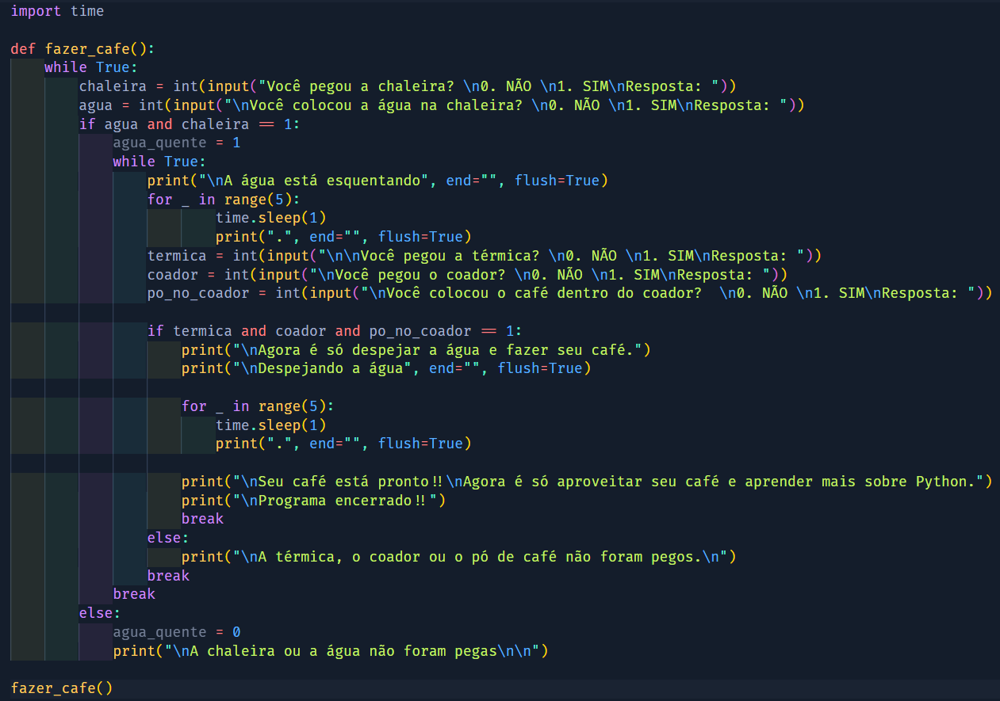 import time

def fazer_cafe():
    while True:
        chaleira = int(input("Você pegou a chaleira? \n0. NÃO \n1. SIM\nResposta: "))
        agua = int(input("\nVocê colocou a água na chaleira? \n0. NÃO \n1. SIM\nResposta: "))
        if agua and chaleira == 1:
            agua_quente = 1
            while True:
                print("\nA água está esquentando", end="", flush=True)
                for _ in range(5):
                        time.sleep(1)
                        print(".", end="", flush=True)
                termica = int(input("\n\nVocê pegou a térmica? \n0. NÃO \n1. SIM\nResposta: "))
                coador = int(input("\nVocê pegou o coador? \n0. NÃO \n1. SIM\nResposta: "))
                po_no_coador = int(input("\nVocê colocou o café dentro do coador?  \n0. NÃO \n1. SIM\nResposta: "))

                if termica and coador and po_no_coador == 1:
                    print("\nAgora é só despejar a água e fazer seu café.")
                    print("\nDespejando a água", end="", flush=True)

                    for _ in range(5):
                        time.sleep(1)
                        print(".", end="", flush=True)

                    print("\nSeu café está pronto!!\nAgora é só aproveitar seu café e aprender mais sobre Python.")
                    print("\nPrograma encerrado!!")
                    break
                else:
                    print("\nA térmica, o coador ou o pó de café não foram pegos.\n")
                break
            break
        else:
            agua_quente = 0
            print("\nA chaleira ou a água não foram pegas\n\n")

fazer_cafe()